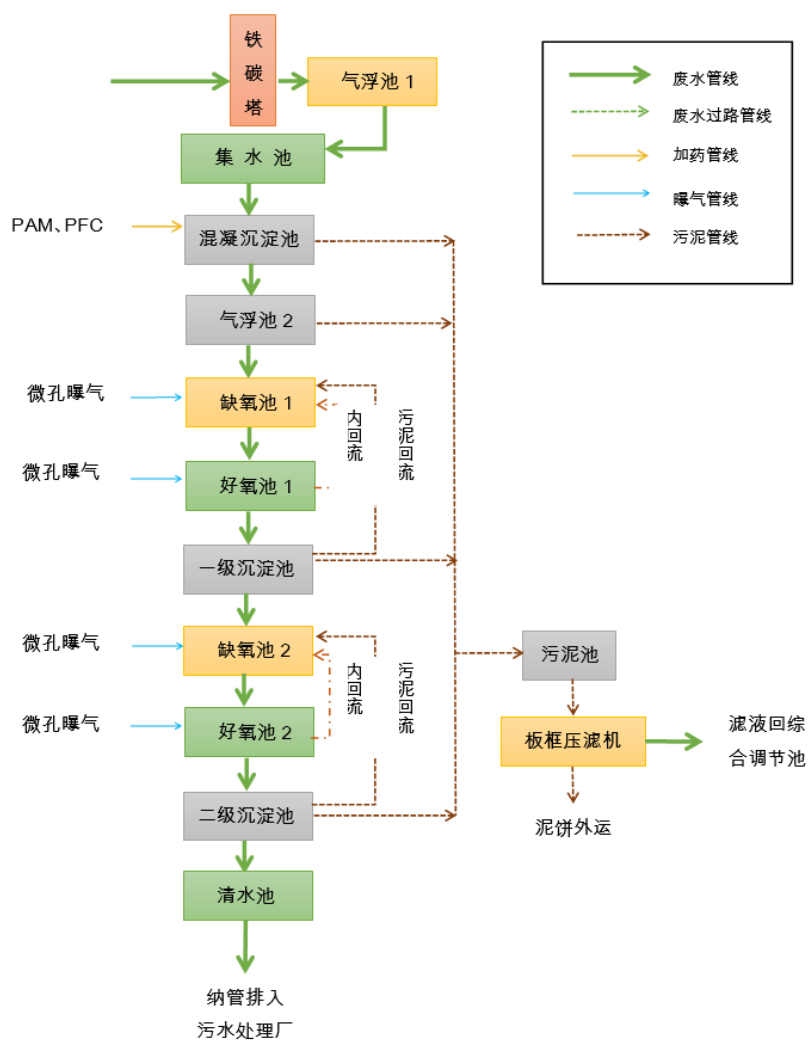 铁
碳
塔
气浮池 1
集 水 池
PAM、PFC
混凝沉淀池
气浮池 2
微孔曝气
缺氧池 1
内回流
污泥回流
微孔曝气
好氧池 1
一级沉淀池
微孔曝气
缺氧池 2
内回流
污泥回流
微孔曝气
好氧池 2
二级沉淀池
清水池
纳管排入
污水处理厂
污泥池
板框压滤机
滤液回综
合调节池
泥饼外运
废水管线
废水过路管线
加药管线
曝气管线
污泥管线